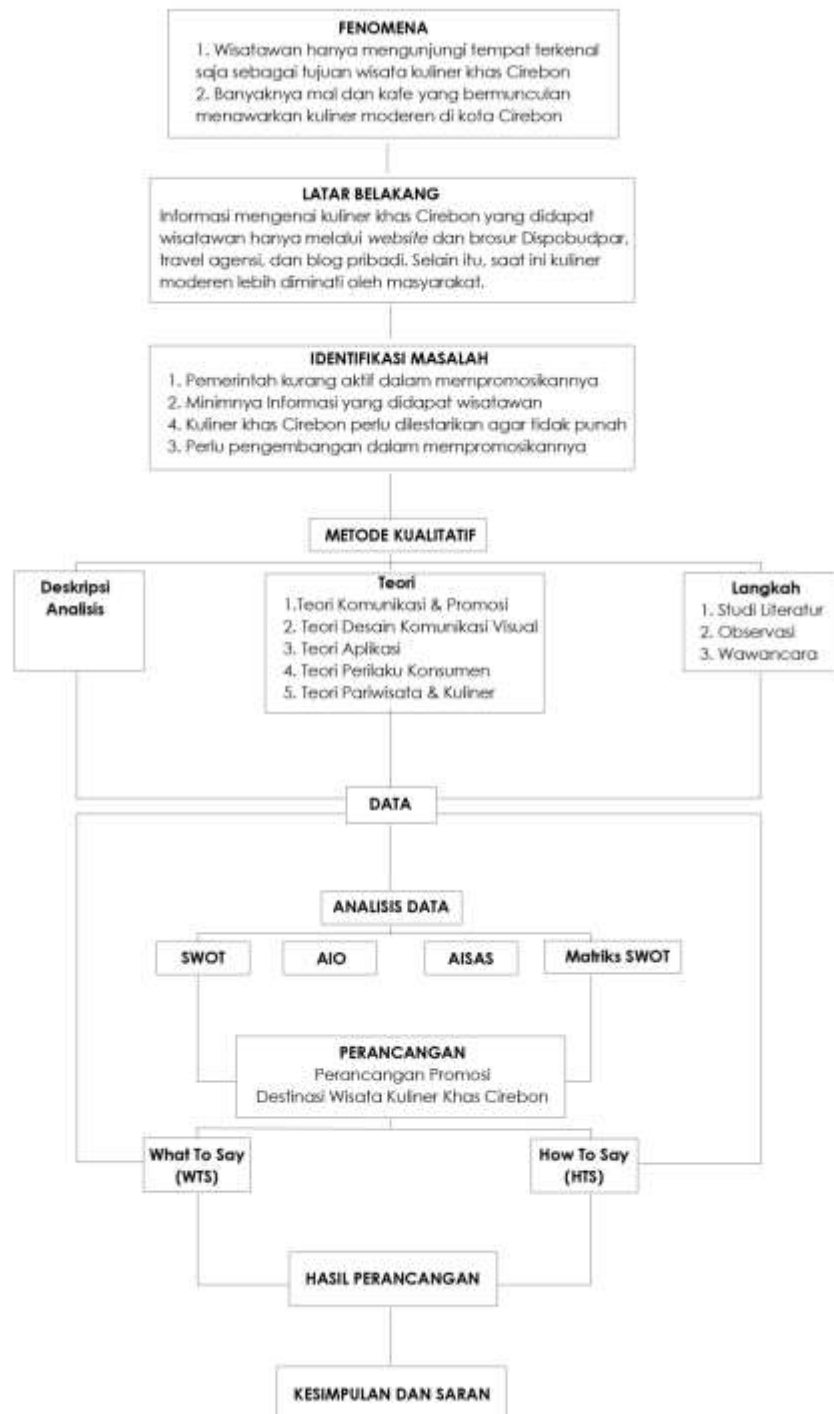 FENOMENA
1. Wisatawan hanya mengunjungi tempat terkenal
saja sebagai tujuan wisata kuliner khas Cirebon
2. Banyaknya mal dan kafe yang bermunculan
menawarkan kuliner moderen di kota Cirebon
LATAR BELAKANG
Informasi mengenai kuliner khas Cirebon yang didapat
wisatawan hanya melalui website dan brosur Dispobudpar,
travel agensi, dan blog pribadi. Selain itu, saat ini kuliner
moderen lebih diminati oleh masyarakat.
IDENTIFIKASI MASALAH
1. Pemerintah kurang aktif dalam mempromosikannya
2. Minimnya Informasi yang didapat wisatawan
4. Kuliner khas Cirebon perlu dilestarikan agar tidak punah
3. Perlu pengembangan dalam mempromosikannya
METODE KUALITATIF
Deskripsi
Analisis
Teori
1.Teori Komunikasi & Promosi
2. Teori Desain Komunikasi Visual
3. Teori Aplikasi
4. Teori Perilaku Konsumen
5. Teori Pariwisata & Kuliner
Langkah
1. Studi Literatur
2. Observasi
3. Wawancara
DATA
ANALISIS DATA
SWOT
AIO
AISAS
Matriks SWOT
PERANCANGAN
Perancangan Promosi
Destinasi Wisata Kuliner Khas Cirebon
What To Say
(WTS)
How To Say
(HTS)
HASIL PERANCANGAN
KESIMPULAN DAN SARAN